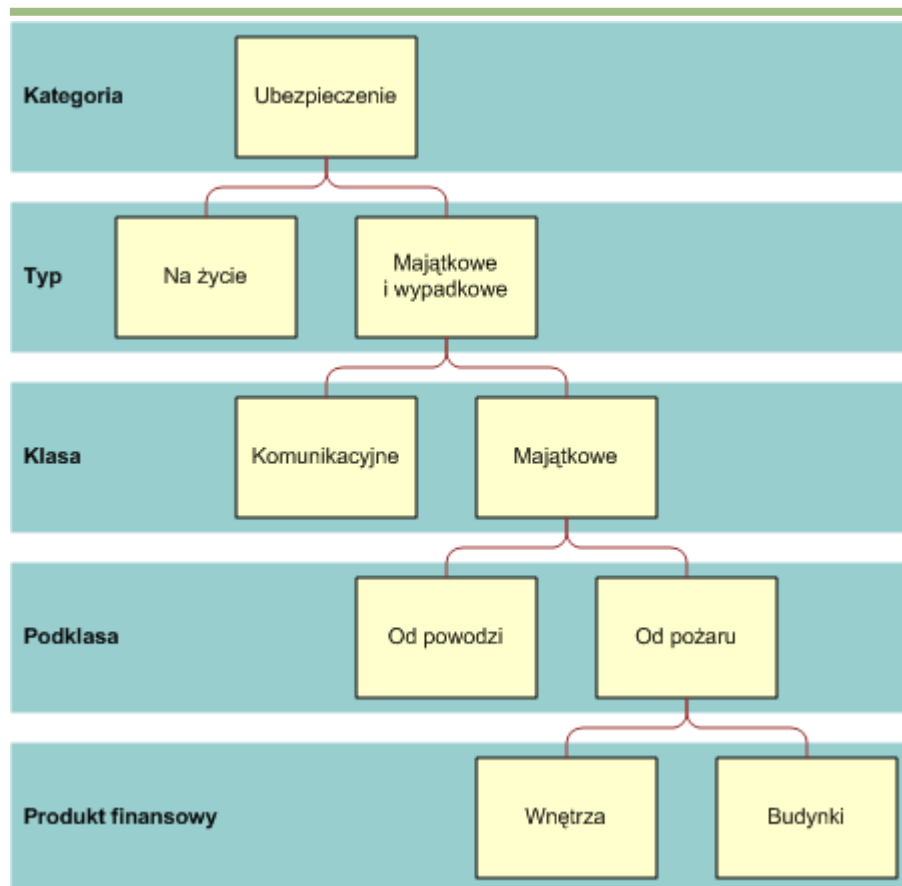 Kategoria
Ubezpieczenie
Typ
Na życie
Majątkowe
i wypadkowe
Klasa
Komunikacyjne
Majątkowe
Podklasa
Od powodzi
Od pożaru
Produkt finansowy
Wnętrza
Budynki